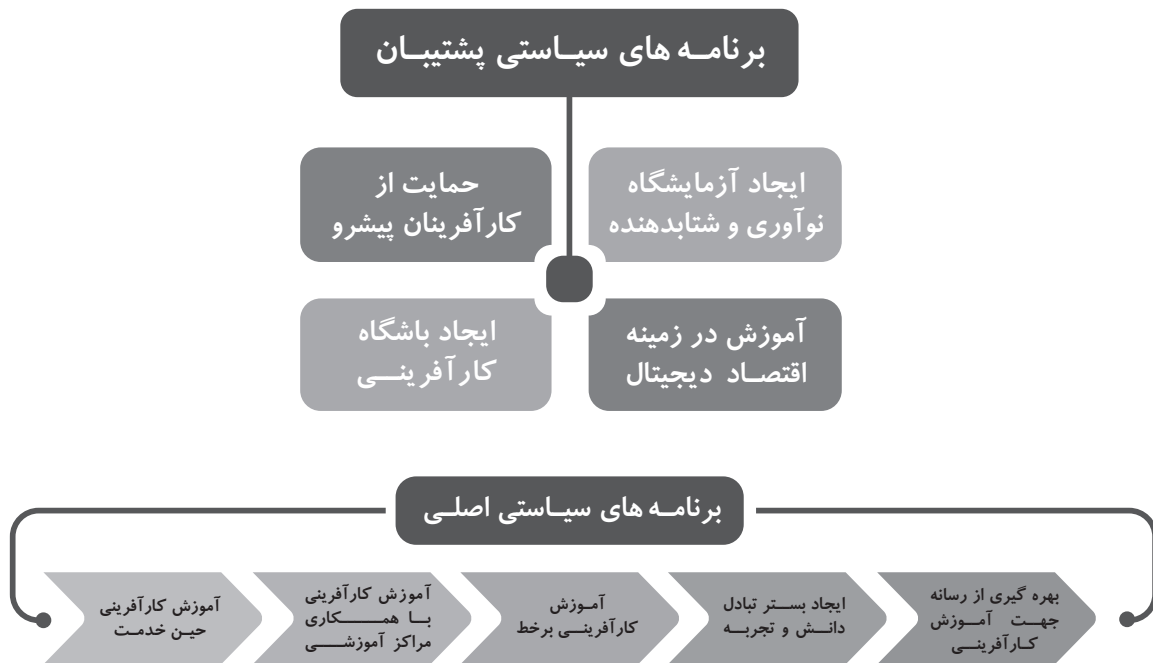 برنامه های سیاستی پشتیبان
ایجاد آزمایشگاه
نوآوری و شتابدهنده
حمایت از
کارآفرینان پیشرو
آموزش در زمینه
اقتصاد دیجیتال
ایجاد باشگاه
کارآفرینی
برنامه های سیاستی اصلی
بهره گیری از رسانه
جهت آموزش
کارآفرینی
ایجاد بستر تبادل
دانش و تجربه
آموزش
کارآفرینی برخط
آموزش کارآفرینی
با همکاری
مراکز آموزشی
آموزش کارآفرینی
حین خدمت